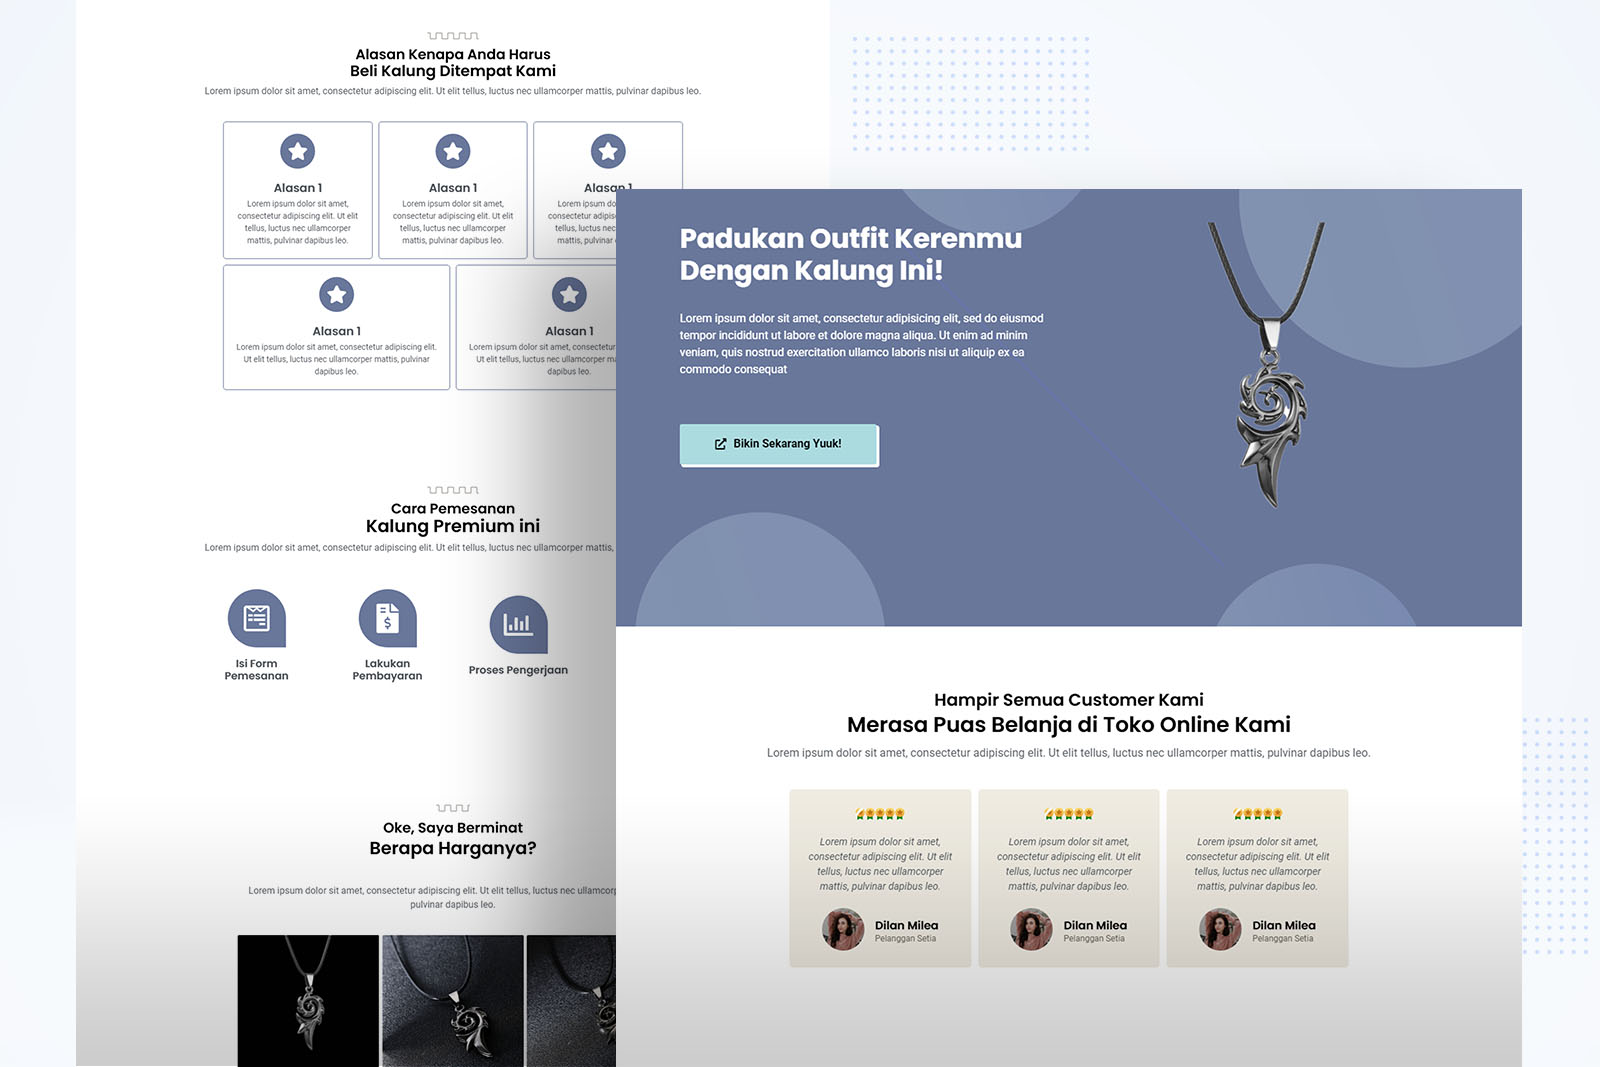 Alasan Kenapa Anda Harus
Beli Kalung Ditempat Kami
Lorem ipsum dolor sit amet, consectetur adipiscing elit. Ut elit tellus, luctus nec ullamcorper mattis, pulvinar dapibus leo.
Alasan 1
Lorem ipsum dolor sit amet,
consectetur adipiscing elit. Ut elit
tellus, luctus nec ullamcorper
mattis, pulvinar dapibus leo.
Alasan 1
Lorem ipsum dolor sit amet,
consectetur adipiscing elit. Ut elit
tellus, luctus nec ullamcorper
mattis, pulvinar dapibus leo.
Alasan 1
Lorem ipsum
consectetur
tellus, luctus
mattis, pulvinar
Alasan 1
Lorem ipsum dolor sit amet, consectetur adipiscing elit.
Ut elit tellus, luctus nec ullamcorper mattis, pulvinar
dapibus leo.
Alasan 1
Lorem ipsum dolor sit amet,
Ut elit tellus, luctus nec ullamcorper
dapibus leo.
Cara Pemesanan
Kalung Premium ini
Lorem ipsum dolor sit amet, consectetur adipiscing elit. Ut elit tellus, luctus nec ullamcorper mattis,
Isi Form
Pemesanan
Lakukan
Pembayaran
Proses Pengerjaan
Oke, Saya Berminat
Berapa Harganya?
Lorem ipsum dolor sit amet, consectetur adipiscing elit. Ut elit tellus, luctus nec
pulvinar dapibus leo.
Padukan Outfit Kerenmu
Dengan Kalung Ini!
Lorem ipsum dolor sit amet, consectetur adipisicing elit, sed do eiusmod
tempor incididunt ut labore et dolore magna aliqua. Ut enim ad minim
veniam, quis nostrud exercitation ullamco laboris nisi ut aliquip ex ea
commodo consequat
Bikin Sekarang Yuuk!
Hampir Semua Customer Kami
Merasa Puas Belanja di Toko Online Kami
Lorem ipsum dolor sit amet, consectetur adipiscing elit. Ut elit tellus, luctus nec ullamcorper mattis, pulvinar dapibus leo.
Lorem ipsum dolor sit amet,
consectetur adipiscing elit. Ut elit
tellus, luctus nec ullamcorper
mattis, pulvinar dapibus leo.
Dilan Milea
Pelanggan Setia
Lorem ipsum dolor sit amet,
consectetur adipiscing elit. Ut elit
tellus, luctus nec ullamcorper
mattis, pulvinar dapibus leo.
Dilan Milea
Pelanggan Setia
Lorem ipsum dolor sit amet,
consectetur adipiscing elit. Ut elit
tellus, luctus nec ullamcorper
mattis, pulvinar dapibus leo.
Dilan Milea
Pelanggan Setia